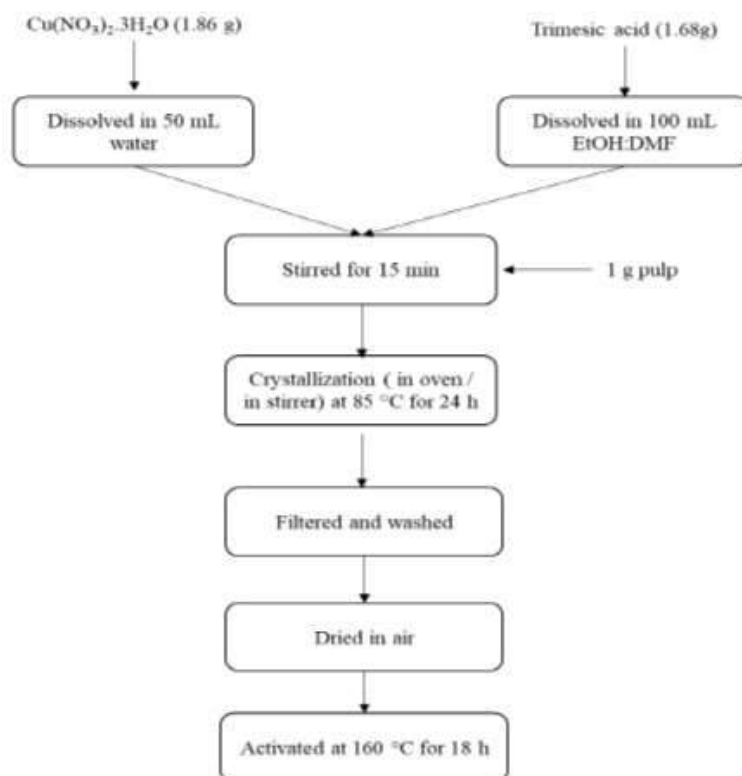 Cu(NO₃)₂.3H₂O (1.86 g)
Trimesic acid (1.68g)
Dissolved in 50 mL
water
Dissolved in 100 mL
EtOH:DMF
Stirred for 15 min
1 g pulp
Crystallization ( in oven /
in stirrer) at 85 °C for 24 h
Filtered and washed
Dried in air
Activated at 160 °C for 18 h